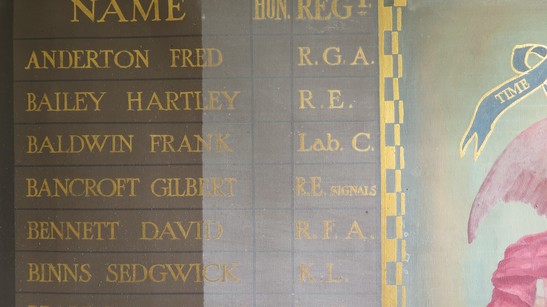 NAME HON. REGT.
ANDERTON FRED R.G.A.
BAILEY HARTLEY R.E.
BALDWIN FRANK Lab. C.
BANCROFT GILBERT R.E. SIGNALS
BENNETT DAVID R.F.A.
BINNS SEDGWICK K.L.
TIME